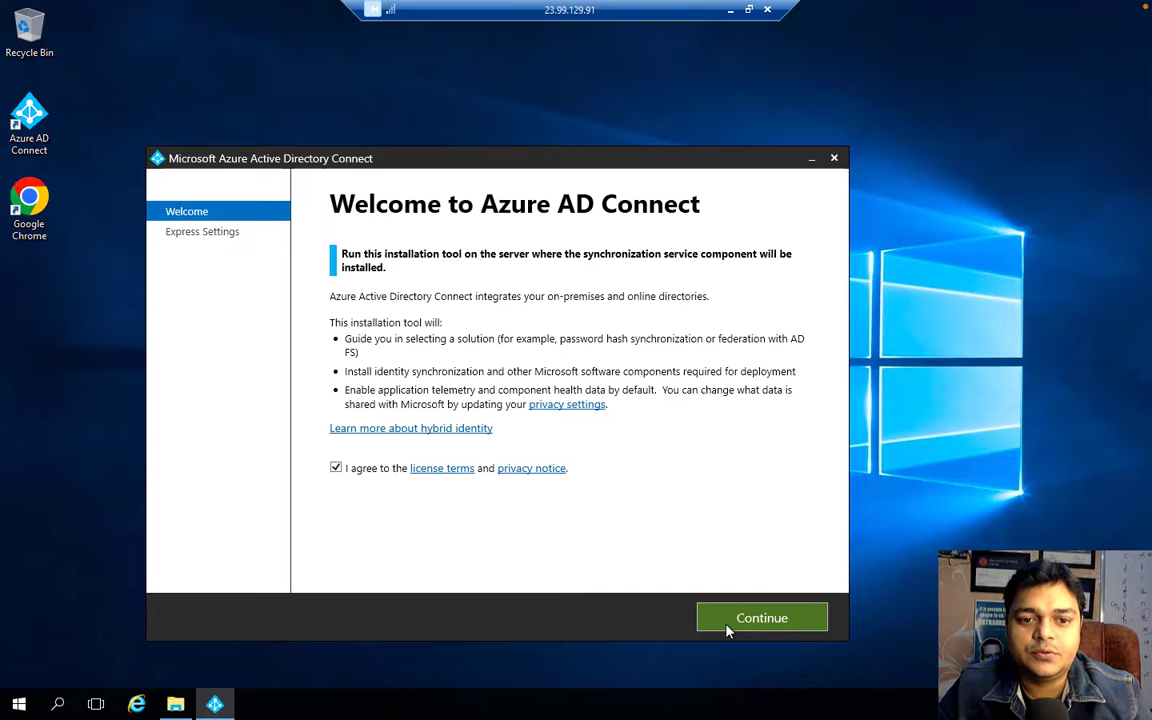 23.99.129.91
Recycle Bin
Azure AD
Connect
Google
Chrome
Microsoft Azure Active Directory Connect
Welcome
Express Settings
Welcome to Azure AD Connect
Run this installation tool on the server where the synchronization service component will be
installed.
Azure Active Directory Connect integrates your on-premises and online directories.
This installation tool will:
• Guide you in selecting a solution (for example, password hash synchronization or federation with AD
FS)
• Install identity synchronization and other Microsoft software components required for deployment
• Enable application telemetry and component health data by default. You can change what data is
shared with Microsoft by updating your privacy settings.
Learn more about hybrid identity
I agree to the license terms and privacy notice.
Continue